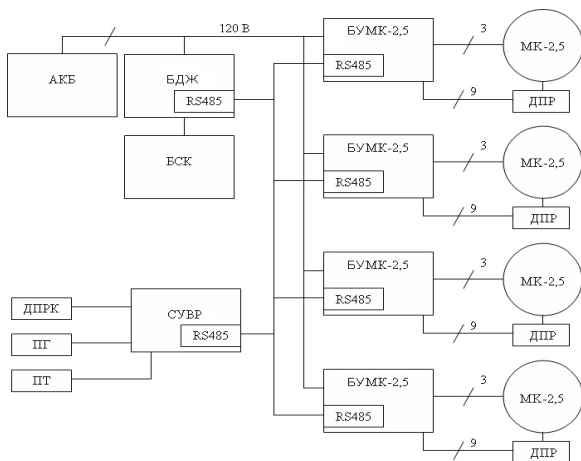 120 В
АКБ
БДЖ
RS485
БСК
БУМК-2,5
RS485
3
9
МК-2,5
ДПР
БУМК-2,5
RS485
3
9
МК-2,5
ДПР
БУМК-2,5
RS485
3
9
МК-2,5
ДПР
БУМК-2,5
RS485
3
9
МК-2,5
ДПР
ДПРК
ПГ
ПТ
СУВР
RS485